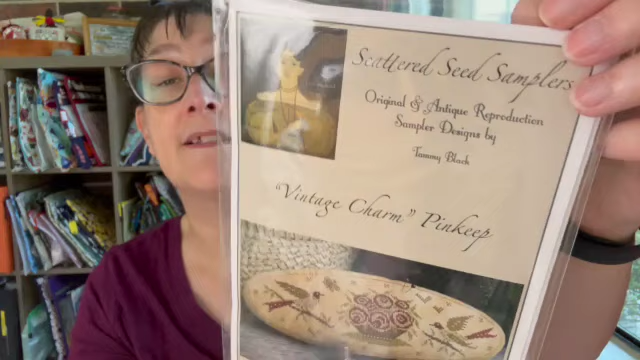 Scattered Seed Samplers
Original & Antique Reproduction
Sampler Designs by
Tammy Black
"Vintage Charm" Pinkeep